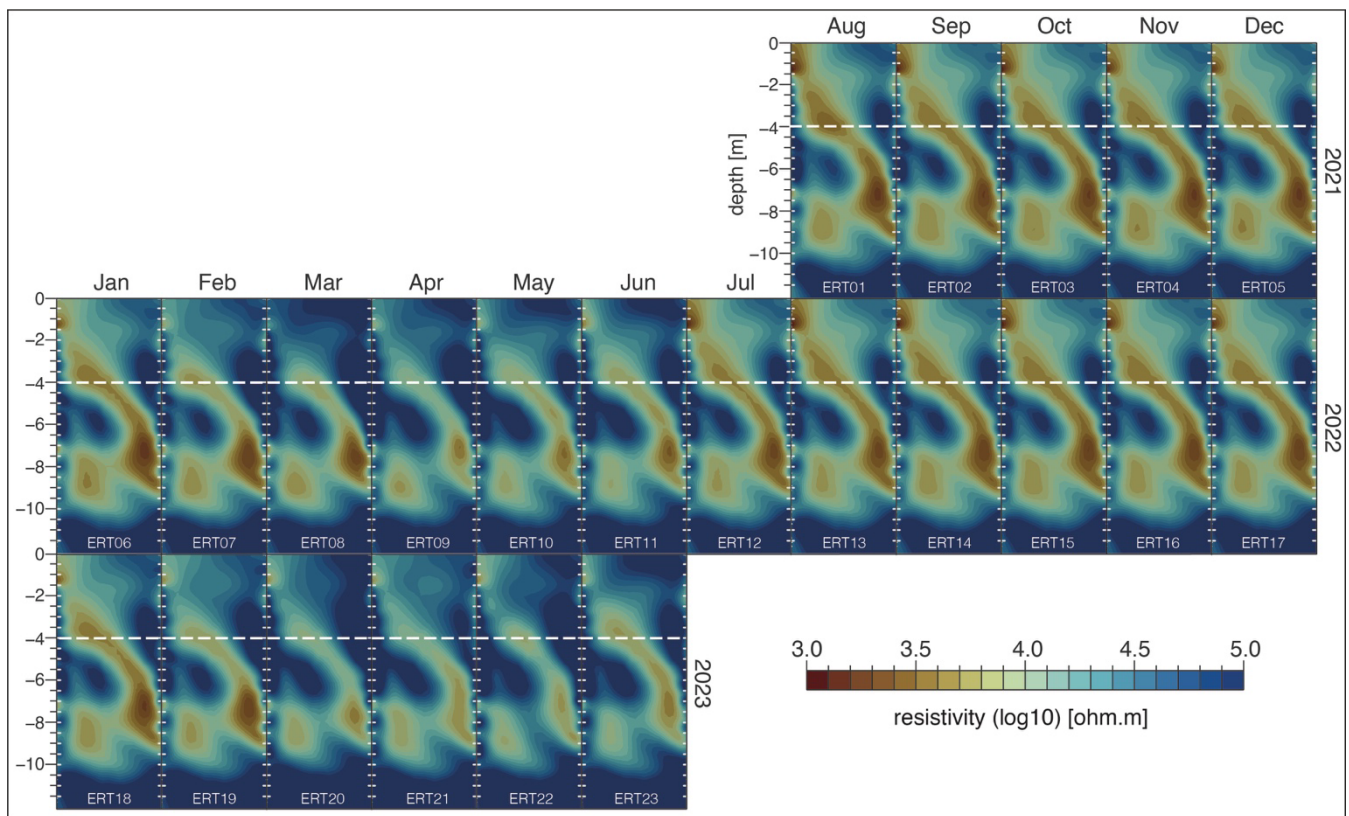 Aug Sep Oct Nov Dec
0
−2
−4
−6
−8
−10
depth [m]
2021
ERT01 ERT02 ERT03 ERT04 ERT05
Jan Feb Mar Apr May Jun Jul
0
−2
−4
−6
−8
−10
2022
ERT06 ERT07 ERT08 ERT09 ERT10 ERT11 ERT12 ERT13 ERT14 ERT15 ERT16 ERT17
0
−2
−4
−6
−8
−10
2023
ERT18 ERT19 ERT20 ERT21 ERT22 ERT23
3.0 3.5 4.0 4.5 5.0
resistivity (log10) [ohm.m]